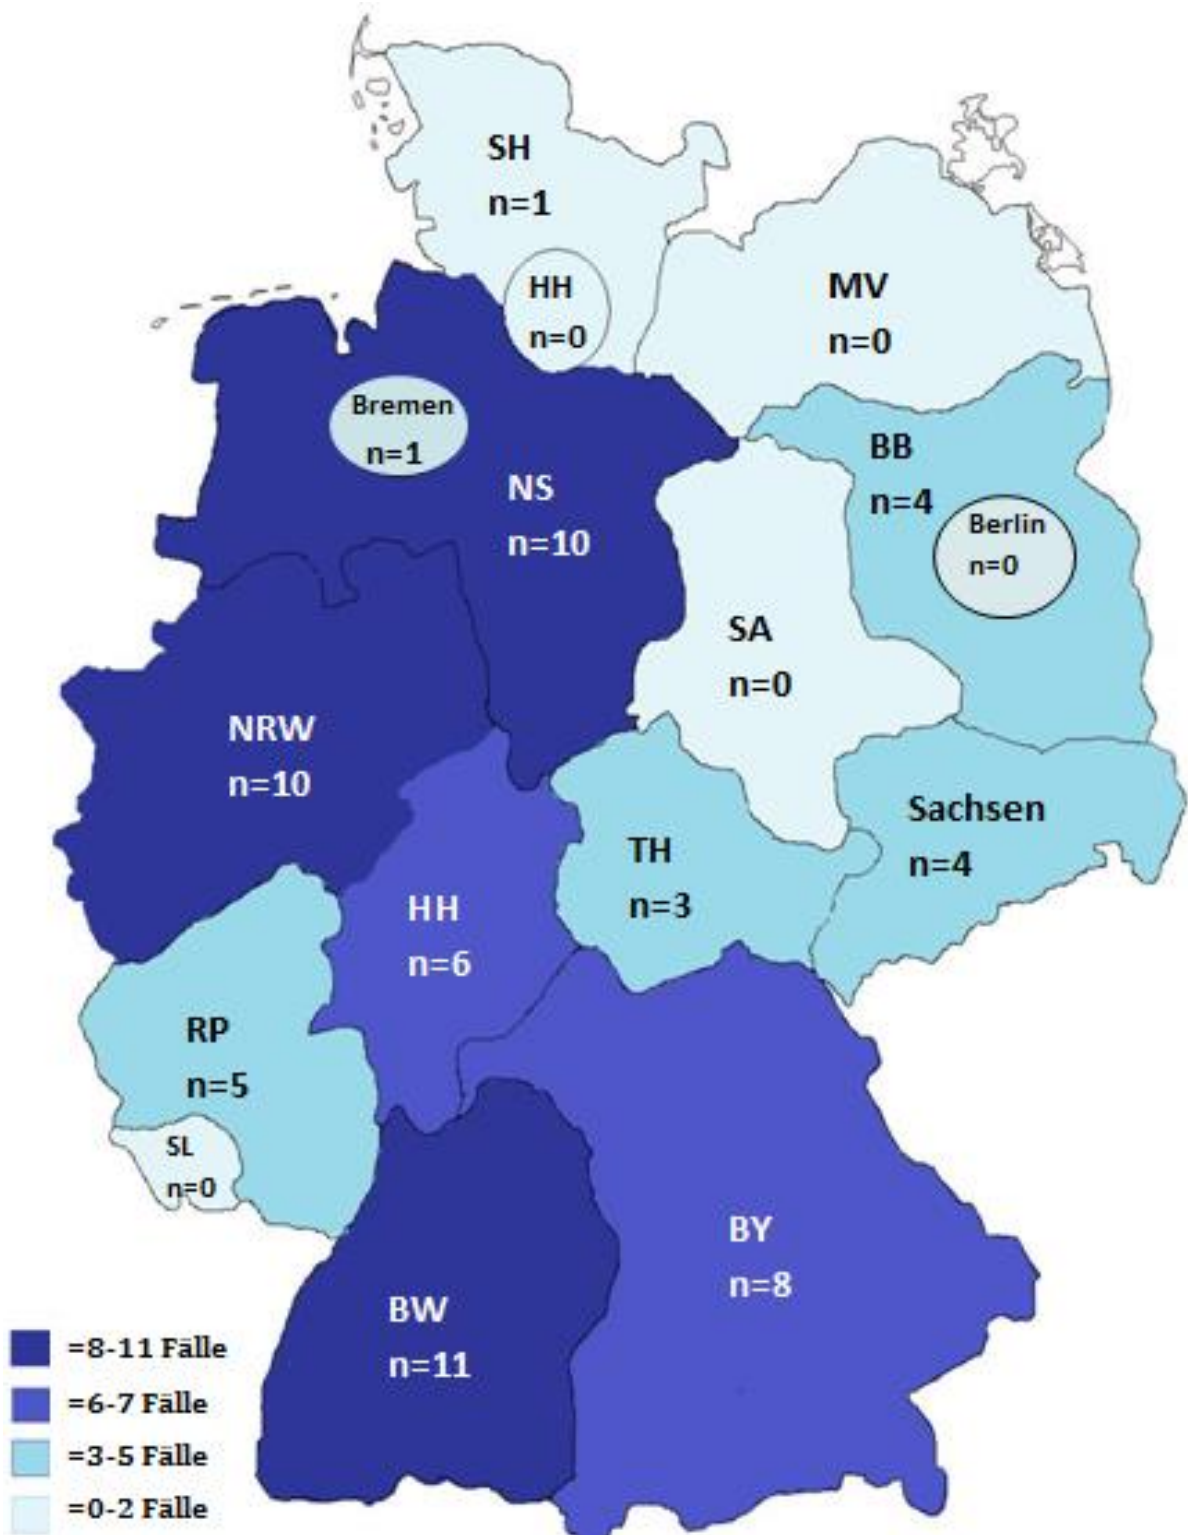 SH
n=1
HH
n=0
MV
n=0
Bremen
n=1
NS
n=10
BB
n=4
Berlin
n=0
SA
n=0
NRW
n=10
Sachsen
n=4
TH
n=3
HH
n=6
RP
n=5
SL
n=0
BY
n=8
BW
n=11
=8-11 Fälle
=6-7 Fälle
=3-5 Fälle
=0-2 Fälle